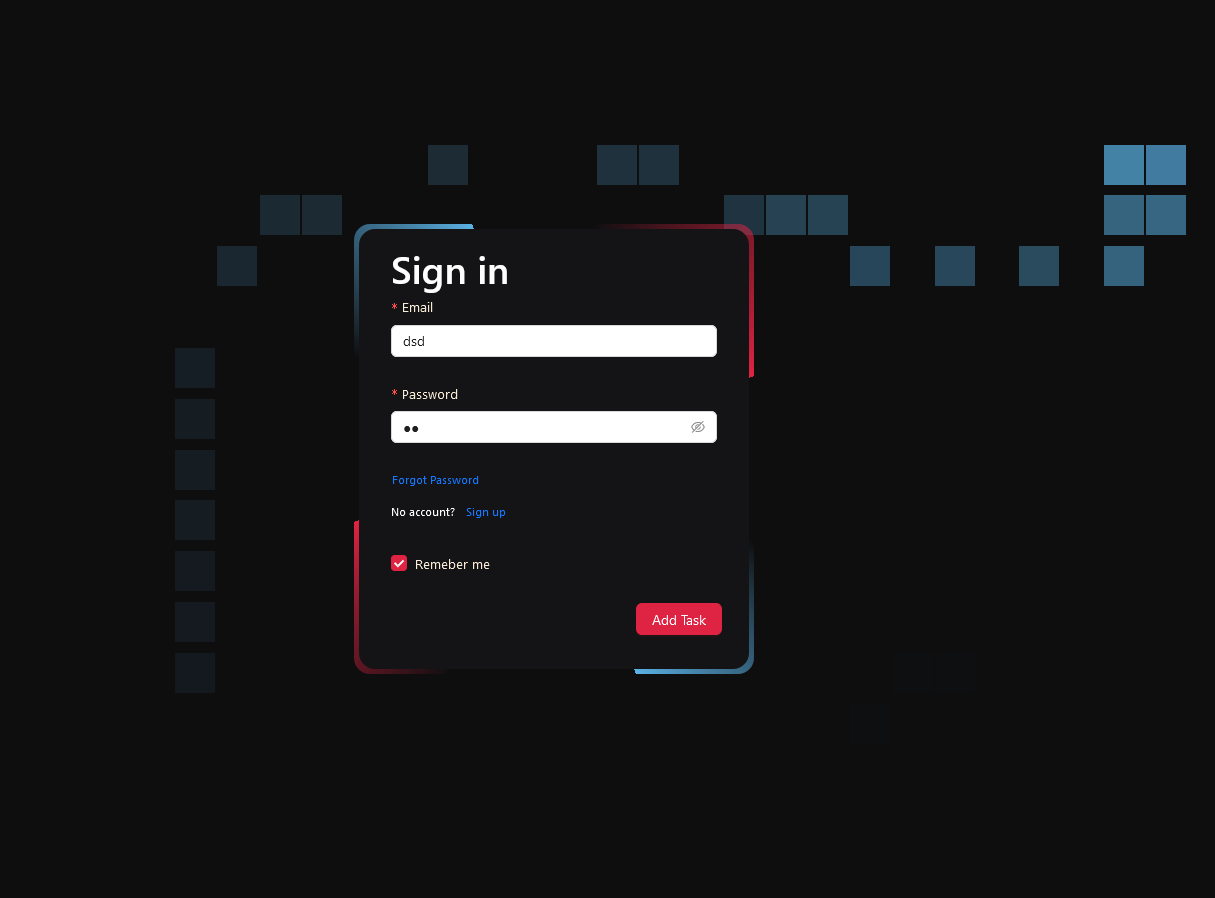 Sign in
* Email
dsd
* Password
••
Forgot Password
No account? Sign up
Remeber me
Add Task